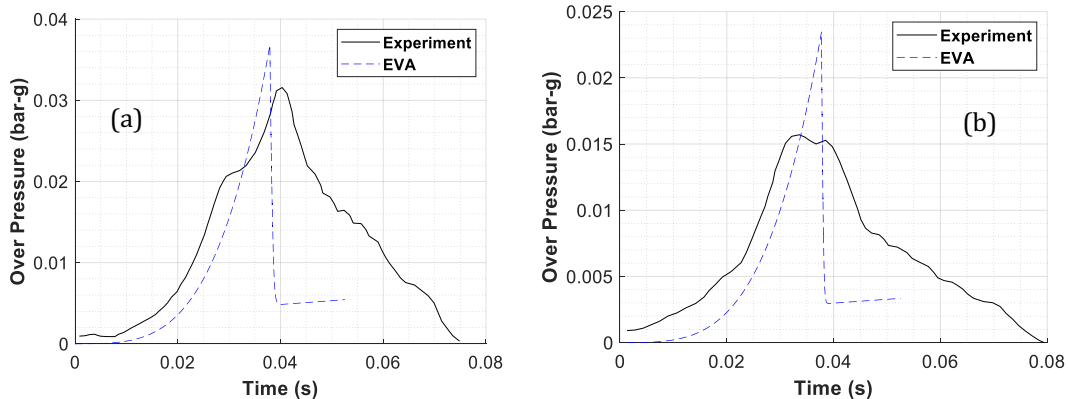 0.04
0.03
0.02
0.01
0
Over Pressure (bar-g)
(a)
Experiment
EVA
0 0.02 0.04 0.06 0.08
Time (s)
0.025
0.02
0.015
0.01
0.005
0
Over Pressure (bar-g)
(b)
Experiment
EVA
0 0.02 0.04 0.06 0.08
Time (s)